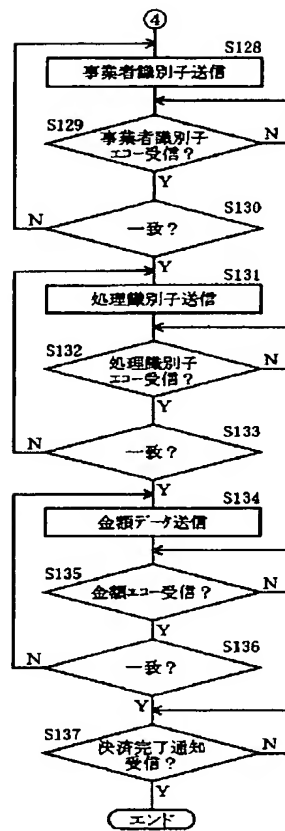 ④
S128
事業者識別子送信
S129
事業者識別子
エコー受信?
N
Y
S130
N
一致?
Y
S131
処理識別子送信
S132
処理識別子
エコー受信?
N
Y
S133
N
一致?
Y
S134
金額データ送信
S135
金額エコー受信?
N
Y
S136
N
一致?
Y
S137
決済完了通知
受信?
N
Y
エンド